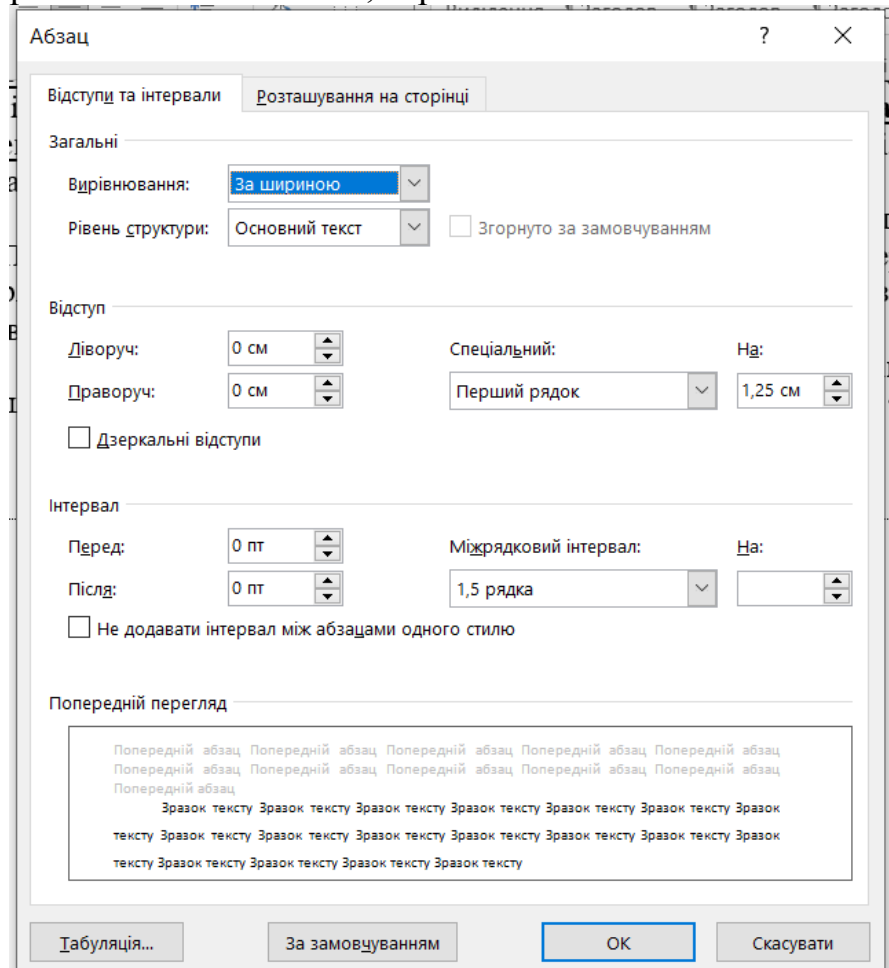 Абзац ?
Відступи та інтервали Розташування на сторінці
Загальні
Вирівнювання: За шириною
Рівень структури: Основний текст Згорнуто за замовчуванням
Відступ
Ліворуч: 0 см Спеціальний: На:
Праворуч: 0 см Перший рядок 1,25 см
Дзеркальні відступи
Інтервал
Перед: 0 пт Міжрядковий інтервал: На:
Після: 0 пт 1,5 рядка
Не додавати інтервал між абзацами одного стилю
Попередній перегляд
Попередній абзац Попередній абзац Попередній абзац Попередній абзац Попередній абзац
Попередній абзац Попередній абзац Попередній абзац Попередній абзац Попередній абзац
Попередній абзац
Зразок тексту Зразок тексту Зразок тексту Зразок тексту Зразок тексту Зразок тексту Зразок
тексту Зразок тексту Зразок тексту Зразок тексту Зразок тексту Зразок тексту Зразок
тексту Зразок тексту Зразок тексту Зразок тексту Зразок тексту
Табуляція... За замовчуванням ОК Скасувати